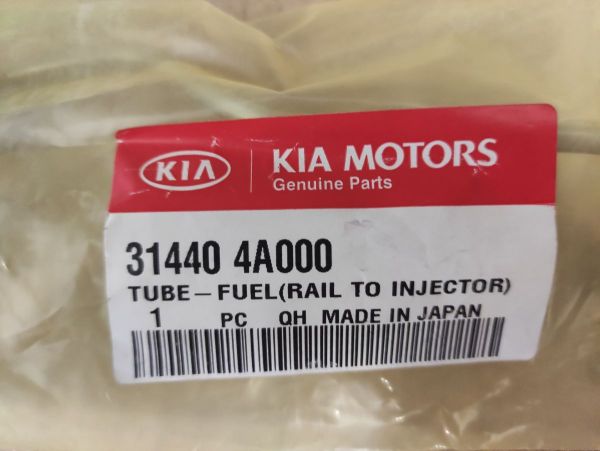 KIA
KIA MOTORS
Genuine Parts
31440 4A000
TUBE-FUEL(RAIL TO INJECTOR)
1 PC QH MADE IN JAPAN